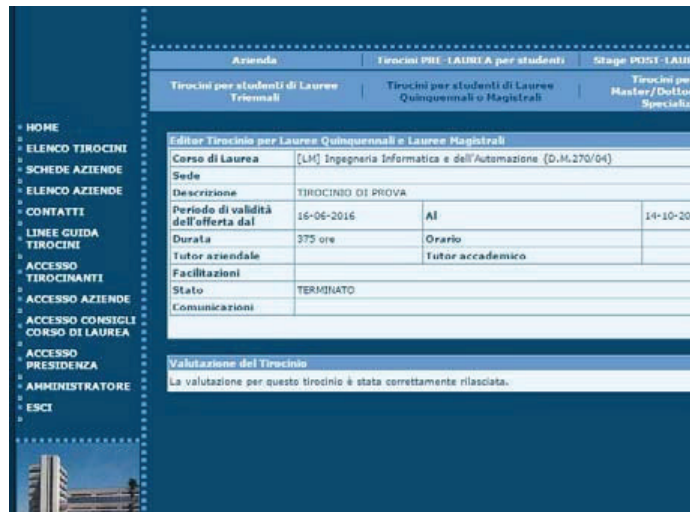 Azienda
Tirocini PRE-LAUREA per studenti
Stage POST-LAUR
Tirocini per studenti di Lauree
Triennali
Tirocini per studenti di Lauree
Quinquennali o Magistrali
Tirocini pe
Master/Dotto
Specializ
HOME
ELENCO TIROCINI
SCHEDE AZIENDE
ELENCO AZIENDE
CONTATTI
LINEE GUIDA
TIROCINI
ACCESSO
TIROCINANTI
ACCESSO AZIENDE
ACCESSO CONSIGLI
CORSO DI LAUREA
ACCESSO
PRESIDENZA
AMMINISTRATORE
ESCI
Editor Tirocinio per Lauree Quinquennali e Lauree Magistrali
Corso di Laurea [LM] Ingegneria Informatica e dell'Automazione (D.M.270/04)
Sede
Descrizione TIROCINIO DI PROVA
Periodo di validità
dell'offerta dal 16-06-2016 Al 14-10-20
Durata 375 ore Orario
Tutor aziendale Tutor accademico
Facilitazioni
Stato TERMINATO
Comunicazioni
Valutazione del Tirocinio
La valutazione per questo tirocinio è stata correttamente rilasciata.